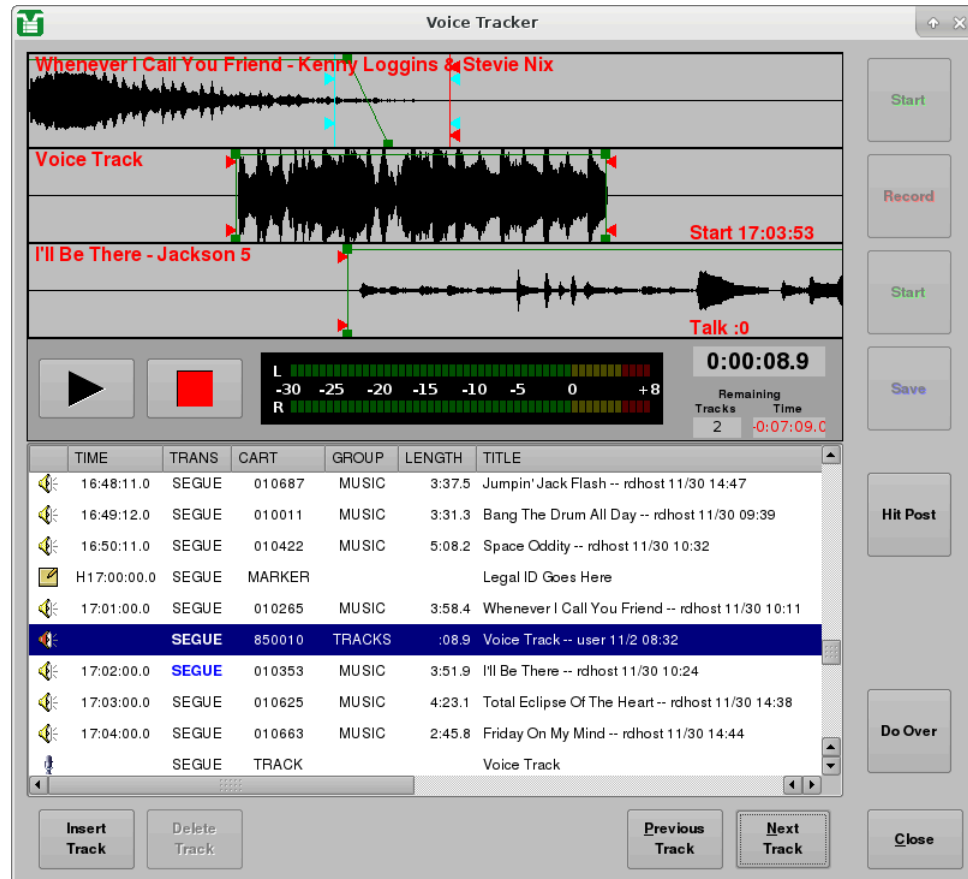 Voice Tracker
Whenever I Call You Friend - Kenny Loggins & Stevie Nix
Start
Voice Track
Start 17:03:53
Record
I'll Be There - Jackson 5
Talk :0
Start
L
-30 -25 -20 -15 -10 -5 0 +8
R
0:00:08.9
Remaining
Tracks Time
2 -0:07:09.0
Save
TIME TRANS CART GROUP LENGTH TITLE
16:48:11.0 SEGUE 010687 MUSIC 3:37.5 Jumpin' Jack Flash -- rdhost 11/30 14:47
16:49:12.0 SEGUE 010011 MUSIC 3:31.3 Bang The Drum All Day -- rdhost 11/30 09:39
16:50:11.0 SEGUE 010422 MUSIC 5:08.2 Space Oddity -- rdhost 11/30 10:32
H17:00:00.0 SEGUE MARKER Legal ID Goes Here
17:01:00.0 SEGUE 010265 MUSIC 3:58.4 Whenever I Call You Friend -- rdhost 11/30 10:11
SEGUE 850010 TRACKS :08.9 Voice Track -- user 11/2 08:32
17:02:00.0 SEGUE 010353 MUSIC 3:51.9 I'll Be There -- rdhost 11/30 10:24
17:03:00.0 SEGUE 010625 MUSIC 4:23.1 Total Eclipse Of The Heart -- rdhost 11/30 14:38
17:04:00.0 SEGUE 010663 MUSIC 2:45.8 Friday On My Mind -- rdhost 11/30 14:44
SEGUE TRACK Voice Track
Hit Post
Do Over
Insert Track
Delete Track
Previous Track
Next Track
Close